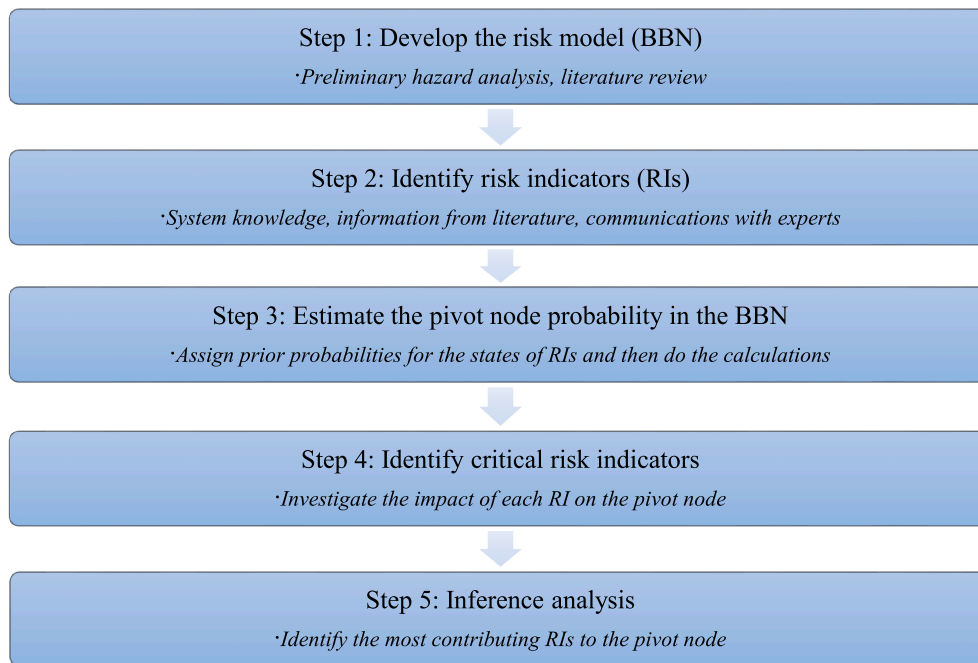 Step 1: Develop the risk model (BBN)
·Preliminary hazard analysis, literature review
Step 2: Identify risk indicators (RIs)
·System knowledge, information from literature, communications with experts
Step 3: Estimate the pivot node probability in the BBN
·Assign prior probabilities for the states of RIs and then do the calculations
Step 4: Identify critical risk indicators
·Investigate the impact of each RI on the pivot node
Step 5: Inference analysis
·Identify the most contributing RIs to the pivot node